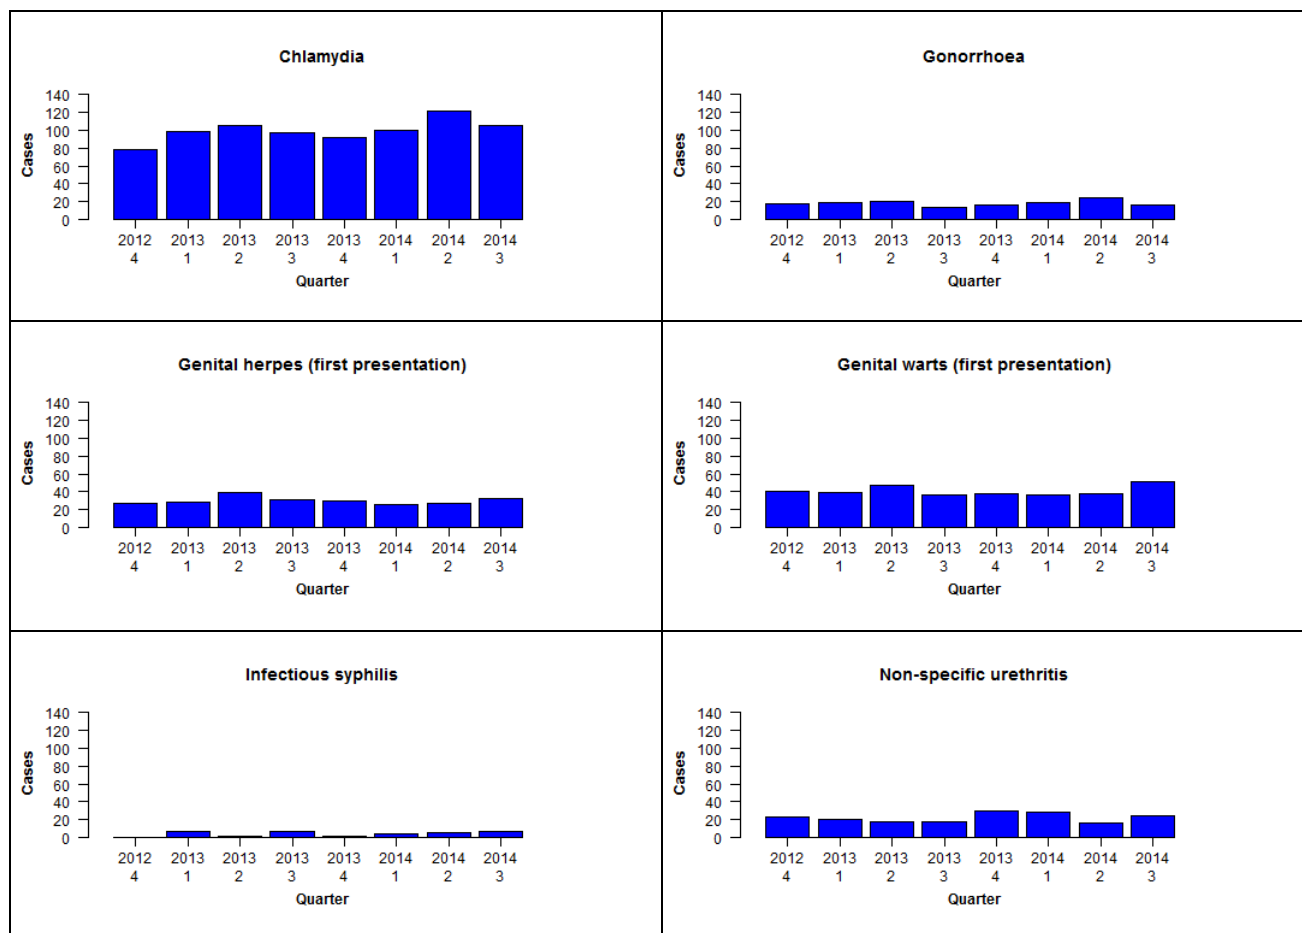 Chlamydia
140
120
100
80
60
40
20
0
Cases
2012 2013 2013 2013 2013 2014 2014 2014
4 1 2 3 4 1 2 3
Quarter
Gonorrhoea
140
120
100
80
60
40
20
0
Cases
2012 2013 2013 2013 2013 2014 2014 2014
4 1 2 3 4 1 2 3
Quarter
Genital herpes (first presentation)
140
120
100
80
60
40
20
0
Cases
2012 2013 2013 2013 2013 2014 2014 2014
4 1 2 3 4 1 2 3
Quarter
Genital warts (first presentation)
140
120
100
80
60
40
20
0
Cases
2012 2013 2013 2013 2013 2014 2014 2014
4 1 2 3 4 1 2 3
Quarter
Infectious syphilis
140
120
100
80
60
40
20
0
Cases
2012 2013 2013 2013 2013 2014 2014 2014
4 1 2 3 4 1 2 3
Quarter
Non-specific urethritis
140
120
100
80
60
40
20
0
Cases
2012 2013 2013 2013 2013 2014 2014 2014
4 1 2 3 4 1 2 3
Quarter